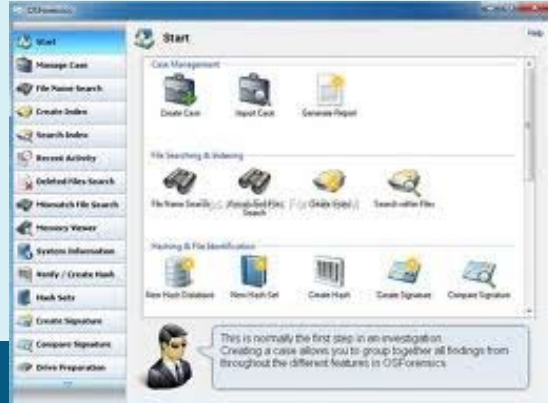 OSForensics
Help
Start
Manage Case
File Name Search
Create Index
Search Index
Recent Activity
Deleted Files Search
Mismatch File Search
Memory Viewer
System Information
Verify / Create Hash
Hash Sets
Create Signature
Compare Signature
Drive Preparation
Start
Case Management
Create Case
Import Case
Generate Report
File Searching & Indexing
File Name Search
Search
Create Index
Search within Files
Hashing & File Identification
New Hash Database
New Hash Set
Create Hash
Create Signature
Compare Signature
This is normally the first step in an investigation.
Creating a case allows you to group together all findings from
throughout the different features in OSForensics